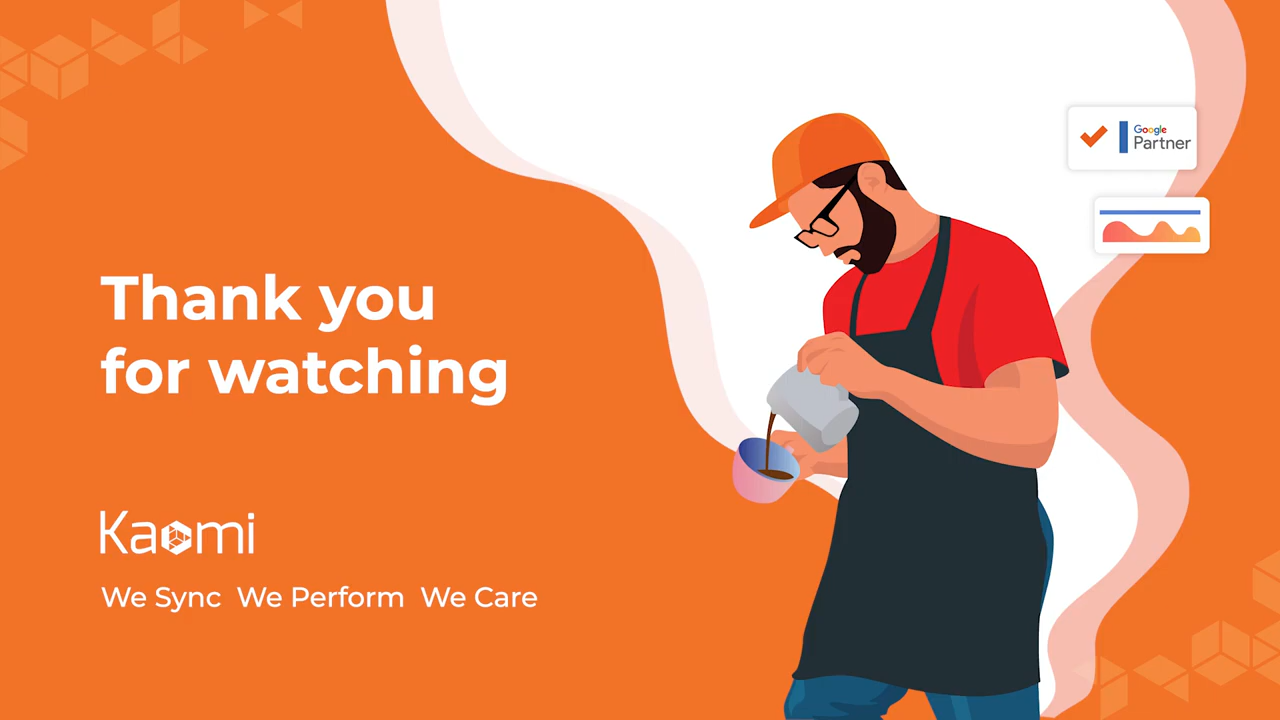 Google
Partner
Thank you
for watching
Kaomi
We Sync We Perform We Care